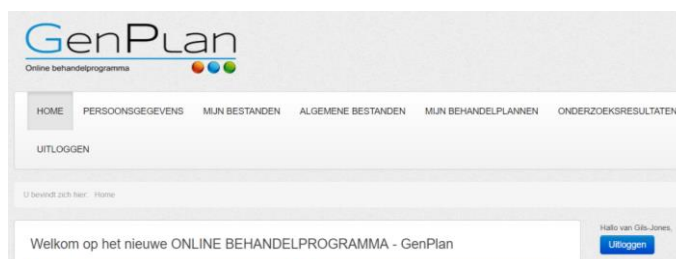 GenPlan
Online behandelprogramma
HOME PERSOONSGEGEVENS MIJN BESTANDEN ALGEMENE BESTANDEN MIJN BEHANDELPLANNEN ONDERZOEKSRESULTATEN
UITLOGGEN
U bevindt zich hier: Home
Hallo van Gils-Jones,
Welkom op het nieuwe ONLINE BEHANDELPROGRAMMA - GenPlan
Uitloggen